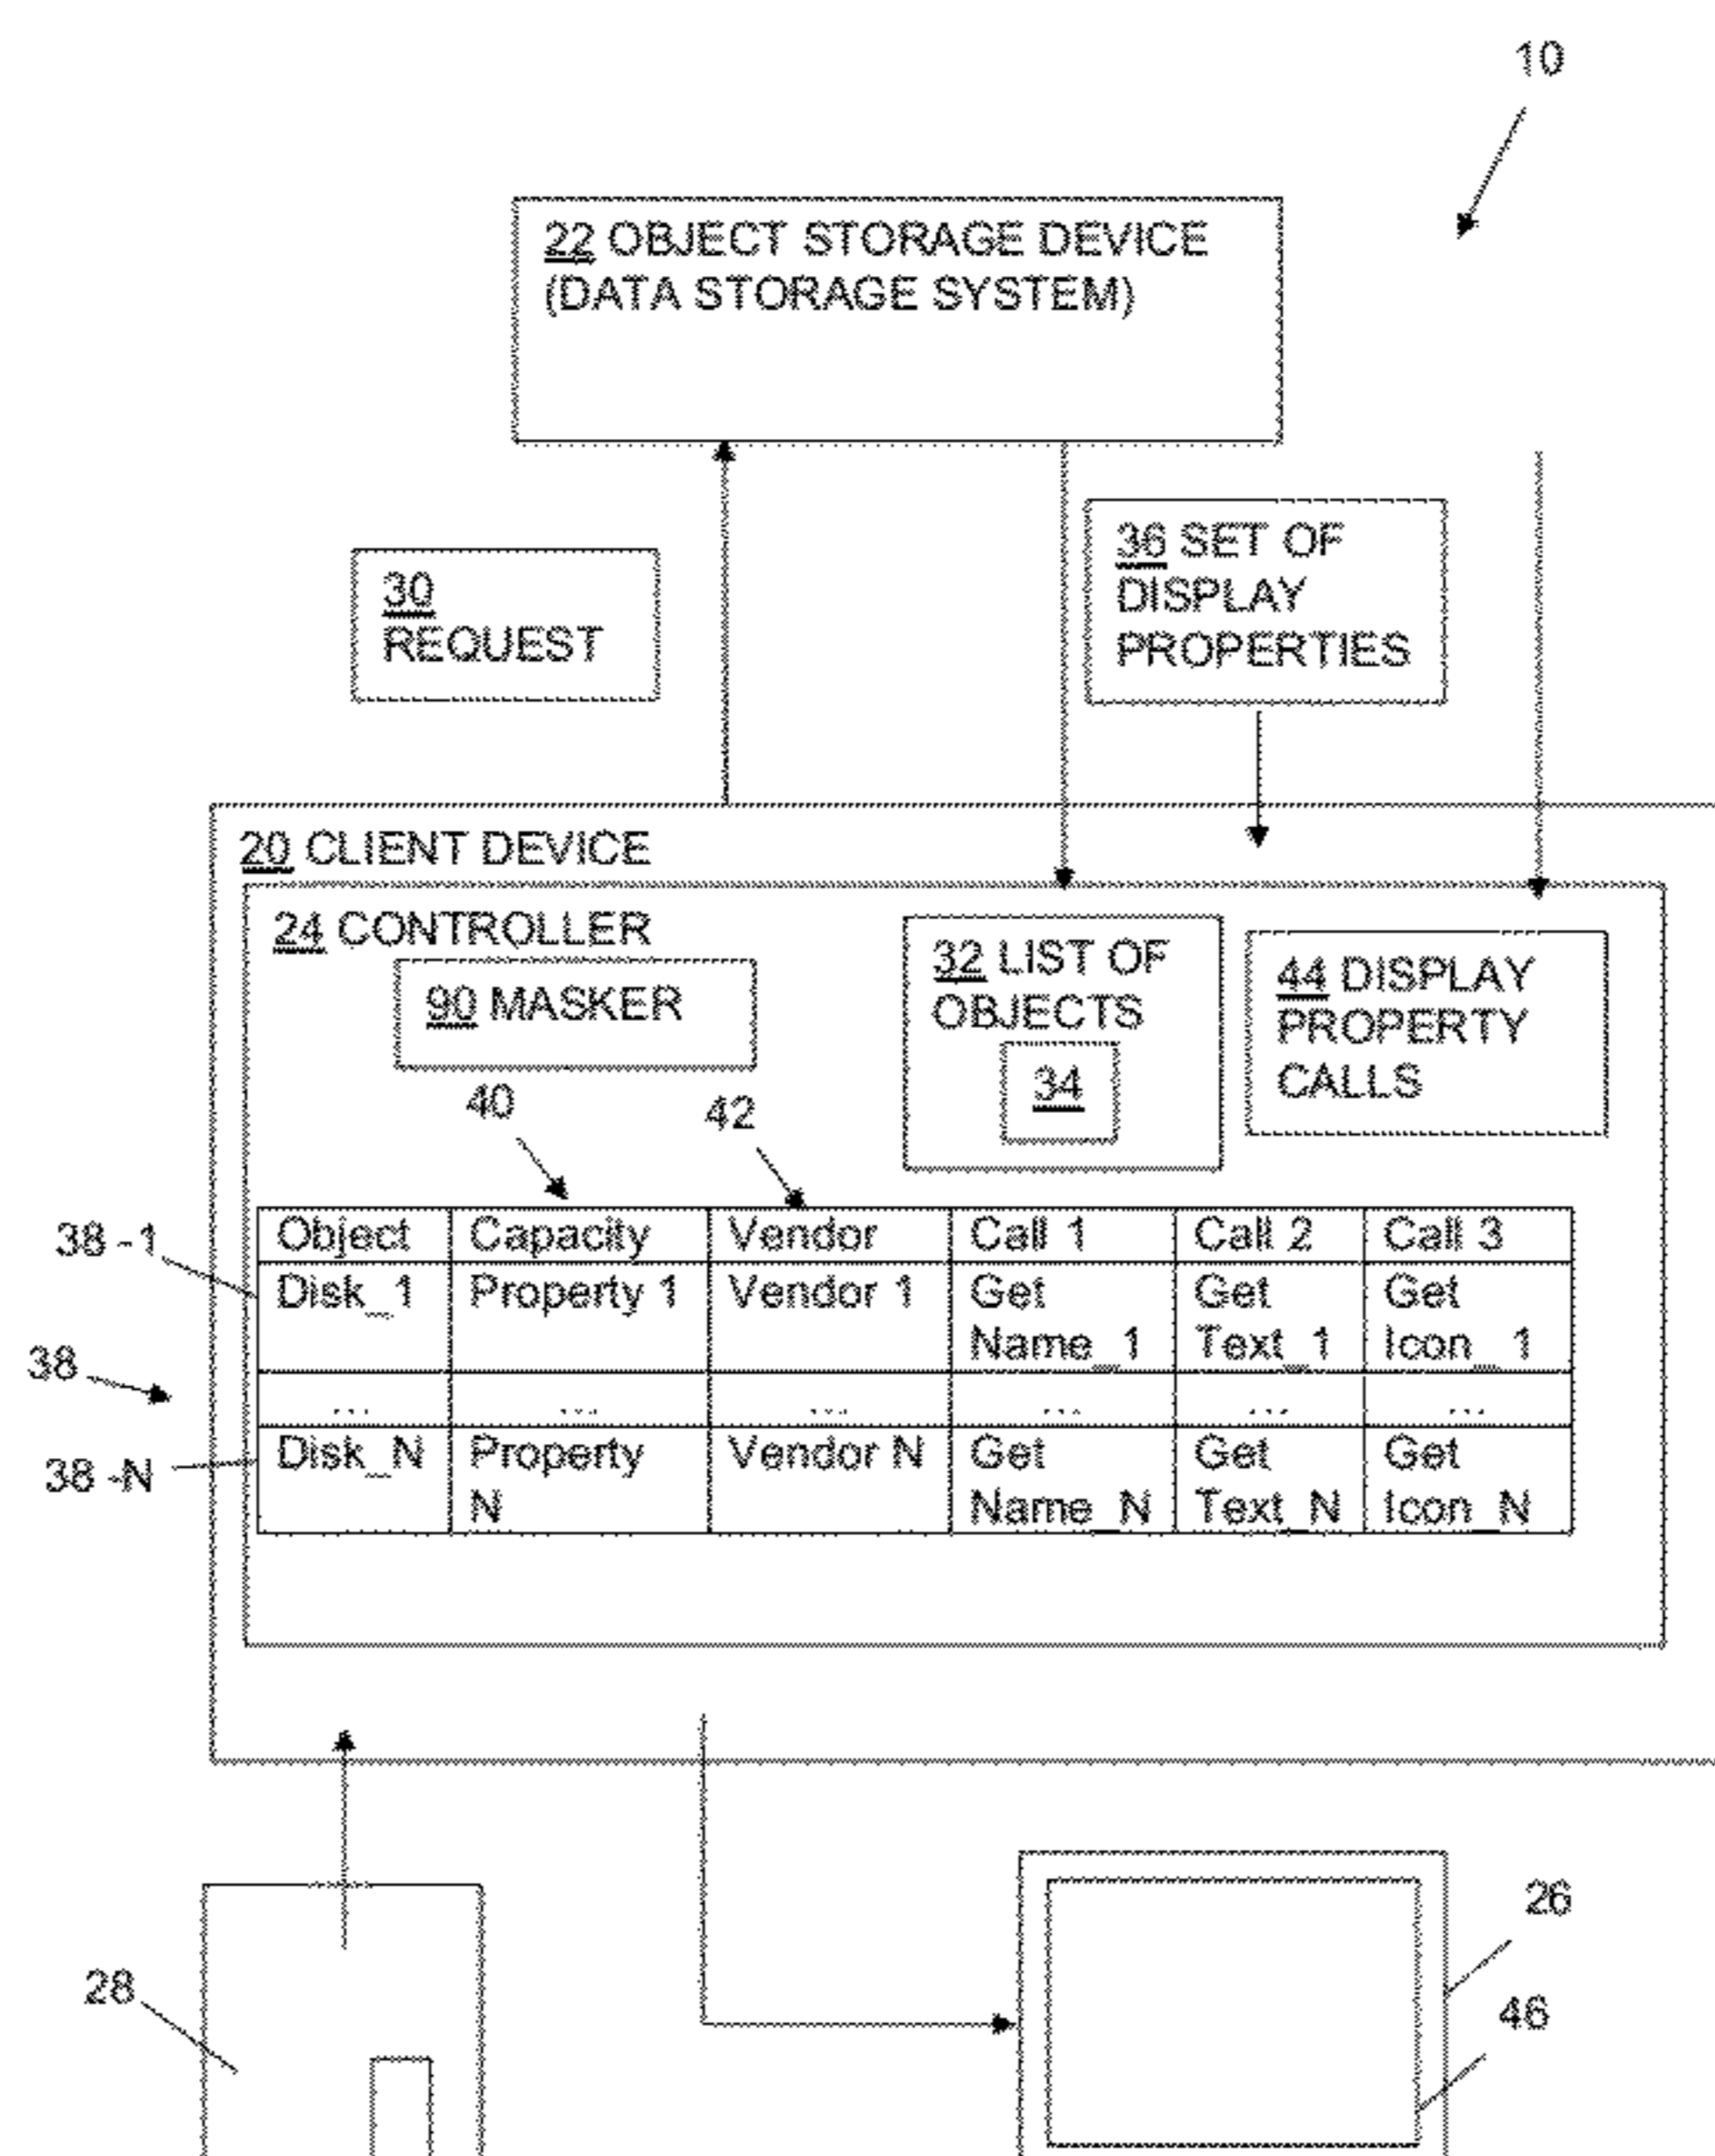 10
22 OBJECT STORAGE DEVICE
(DATA STORAGE SYSTEM)
30
REQUEST
36 SET OF
DISPLAY
PROPERTIES
20 CLIENT DEVICE
24 CONTROLLER
90 MASKER
32 LIST OF
OBJECTS
34
44 DISPLAY
PROPERTY
CALLS
40
42
38 -1
38
38 -N
Object Capacity Vendor Call 1 Call 2 Call 3
Disk_1 Property 1 Vendor 1 Get Get Get
Name_1 Text_1 Icon_1
... ... ... ... ... ...
Disk_N Property Vendor N Get Get Get
N Name_N Text_N Icon_N
28
26
46